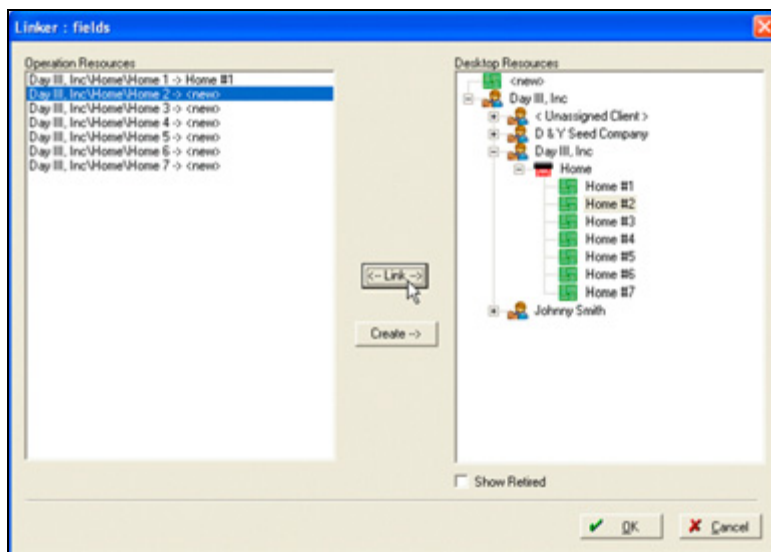 Linker : fields
Operation Resources
Day III, Inc\Home\Home 1 -> Home #1
Day III, Inc\Home\Home 2 -> <new>
Day III, Inc\Home\Home 3 -> <new>
Day III, Inc\Home\Home 4 -> <new>
Day III, Inc\Home\Home 5 -> <new>
Day III, Inc\Home\Home 6 -> <new>
Day III, Inc\Home\Home 7 -> <new>
<-- Link -->
Create -->
Desktop Resources
<new>
Day III, Inc
< Unassigned Client >
D & Y Seed Company
Day III, Inc
Home
Home #1
Home #2
Home #3
Home #4
Home #5
Home #6
Home #7
Johnny Smith
Show Retired
OK
Cancel